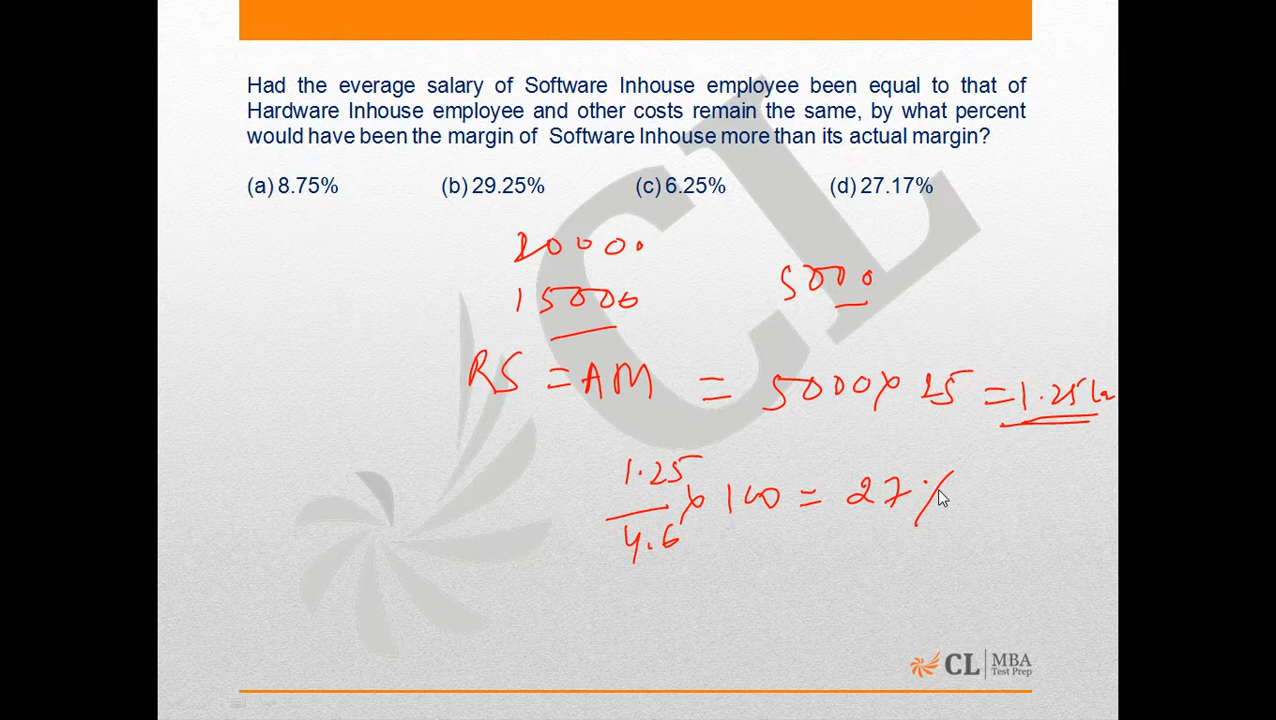 Had the everage salary of Software Inhouse employee been equal to that of
Hardware Inhouse employee and other costs remain the same, by what percent
would have been the margin of Software Inhouse more than its actual margin?
(a) 8.75% (b) 29.25% (c) 6.25% (d) 27.17%
20000
15000
5000
RS = AM = 5000 x 25 = 1.25 La
1.25
4.6
x 100 = 27%
CL MBA
Test Prep
CL